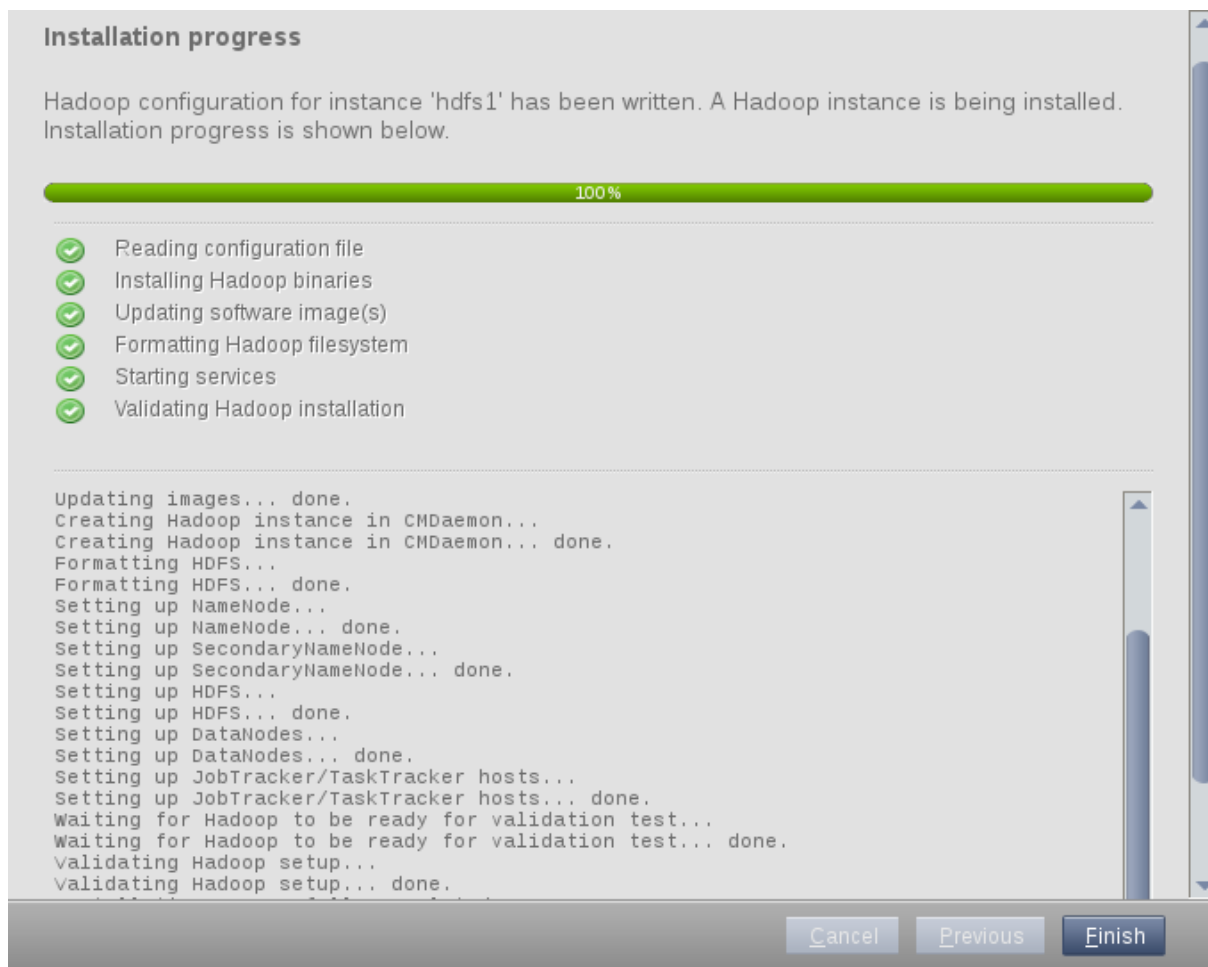 Installation progress
Hadoop configuration for instance 'hdfs1' has been written. A Hadoop instance is being installed.
Installation progress is shown below.
100%
Reading configuration file
Installing Hadoop binaries
Updating software image(s)
Formatting Hadoop filesystem
Starting services
Validating Hadoop installation
Updating images... done.
Creating Hadoop instance in CMDaemon...
Creating Hadoop instance in CMDaemon... done.
Formatting HDFS...
Formatting HDFS... done.
Setting up NameNode...
Setting up NameNode... done.
Setting up SecondaryNameNode...
Setting up SecondaryNameNode... done.
Setting up HDFS...
Setting up HDFS... done.
Setting up DataNodes...
Setting up DataNodes... done.
Setting up JobTracker/TaskTracker hosts...
Setting up JobTracker/TaskTracker hosts... done.
Waiting for Hadoop to be ready for validation test...
Waiting for Hadoop to be ready for validation test... done.
Validating Hadoop setup...
Validating Hadoop setup... done.
Cancel Previous Finish